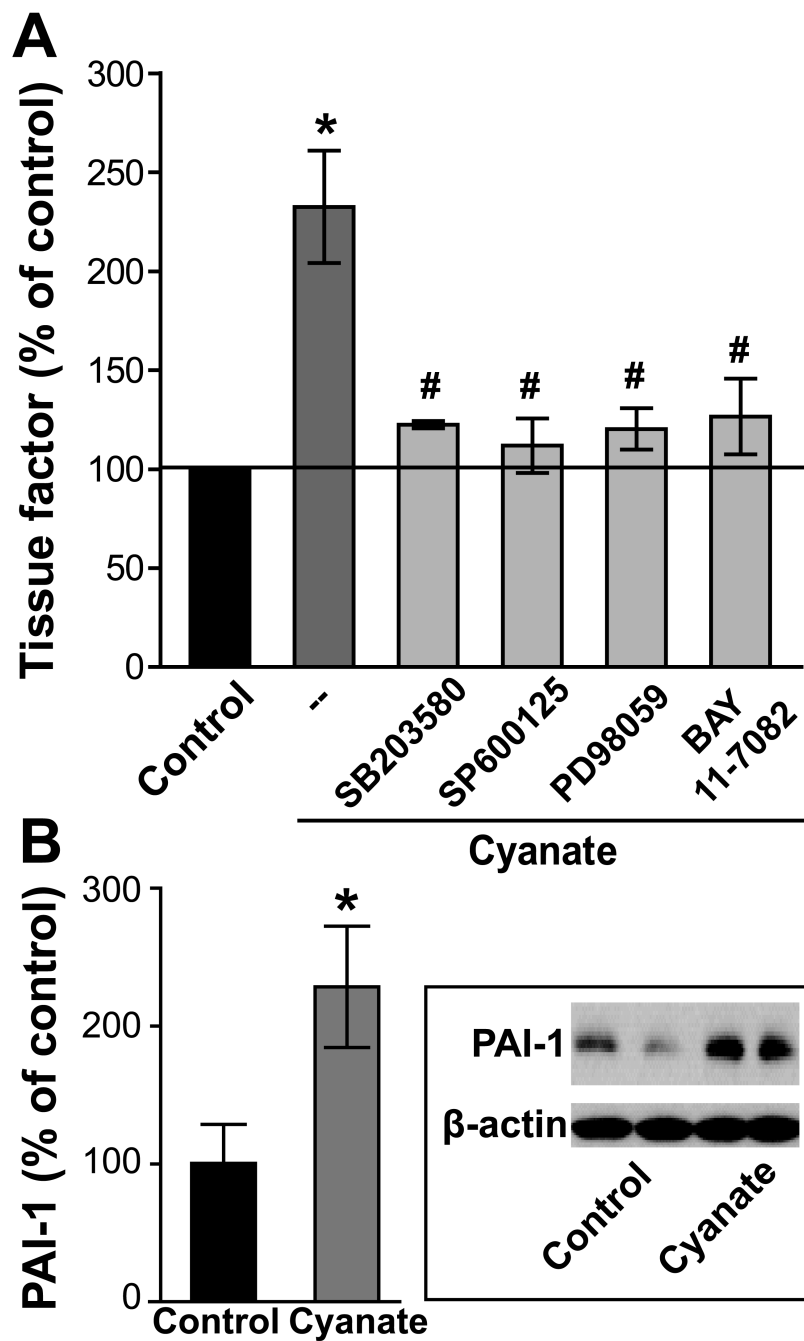 A
Tissue factor (% of control)
300
250
200
150
100
50
0
*
#
#
#
#
Control
--
SB203580
SP600125
PD98059
BAY
11-7082
Cyanate
B
PAI-1 (% of control)
300
200
100
0
*
Control
Cyanate
PAI-1
β-actin
Control
Cyanate